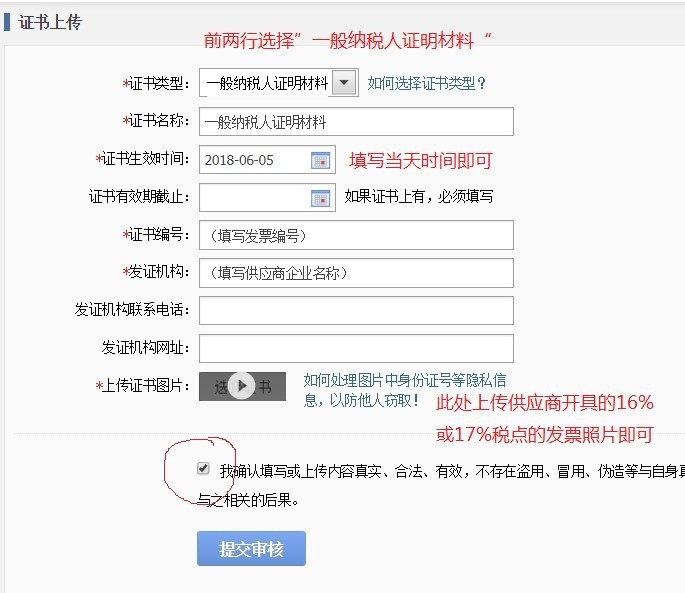 证书上传
前两行选择”一般纳税人证明材料“
*证书类型： 一般纳税人证明材料 如何选择证书类型？
*证书名称： 一般纳税人证明材料
*证书生效时间： 2018-06-05 填写当天时间即可
证书有效期截止： 如果证书上有，必须填写
*证书编号： （填写发票编号）
*发证机构： （填写供应商企业名称）
发证机构联系电话：
发证机构网址：
*上传证书图片： 选 书 如何处理图片中身份证号等隐私信
息，以防他人窃取！
此处上传供应商开具的16%
或17%税点的发票照片即可
我确认填写或上传内容真实、合法、有效，不存在盗用、冒用、伪造等与自身真
与之相关的后果。
提交审核